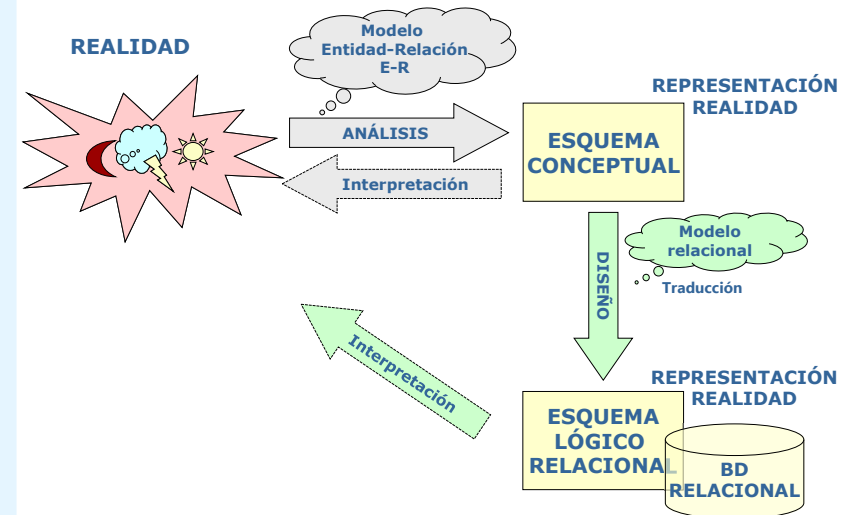 REALIDAD
Modelo
Entidad-Relación
E-R
ANÁLISIS
Interpretación
REPRESENTACIÓN
REALIDAD
ESQUEMA
CONCEPTUAL
Modelo
relacional
Traducción
DISEÑO
Interpretación
REPRESENTACIÓN
REALIDAD
ESQUEMA
LÓGICO
RELACIONAL
BD
RELACIONAL